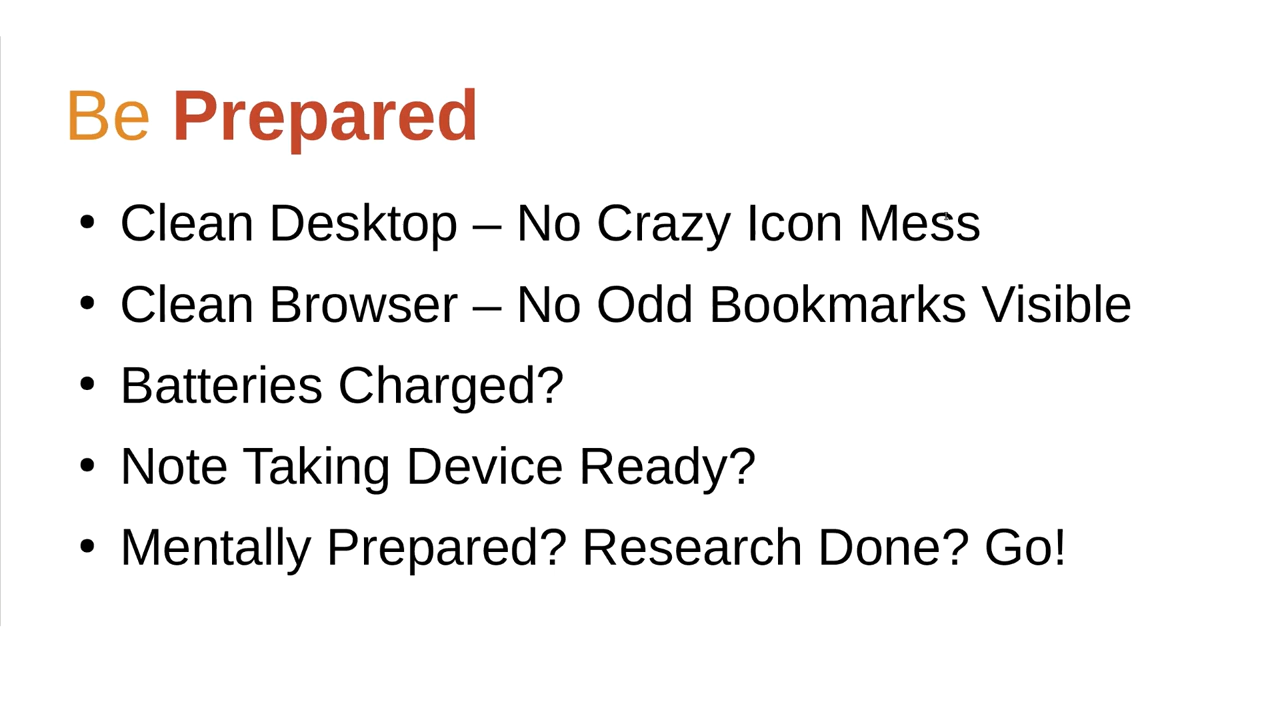 Be Prepared
• Clean Desktop – No Crazy Icon Mess
• Clean Browser – No Odd Bookmarks Visible
• Batteries Charged?
• Note Taking Device Ready?
• Mentally Prepared? Research Done? Go!